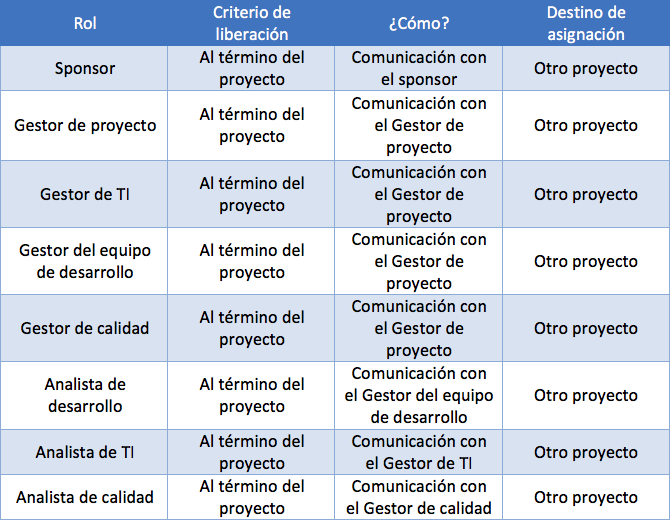 Rol
Criterio de
liberación
¿Cómo?
Destino de
asignación
Sponsor
Al término del
proyecto
Comunicación con
el sponsor
Otro proyecto
Gestor de proyecto
Al término del
proyecto
Comunicación con
el Gestor de
proyecto
Otro proyecto
Gestor de TI
Al término del
proyecto
Comunicación con
el Gestor de
proyecto
Otro proyecto
Gestor del equipo
de desarrollo
Al término del
proyecto
Comunicación con
el Gestor de
proyecto
Otro proyecto
Gestor de calidad
Al término del
proyecto
Comunicación con
el Gestor de
proyecto
Otro proyecto
Analista de
desarrollo
Al término del
proyecto
Comunicación con
el Gestor del equipo
de desarrollo
Otro proyecto
Analista de TI
Al término del
proyecto
Comunicación con
el Gestor de TI
Otro proyecto
Analista de calidad
Al término del
proyecto
Comunicación con
el Gestor de calidad
Otro proyecto